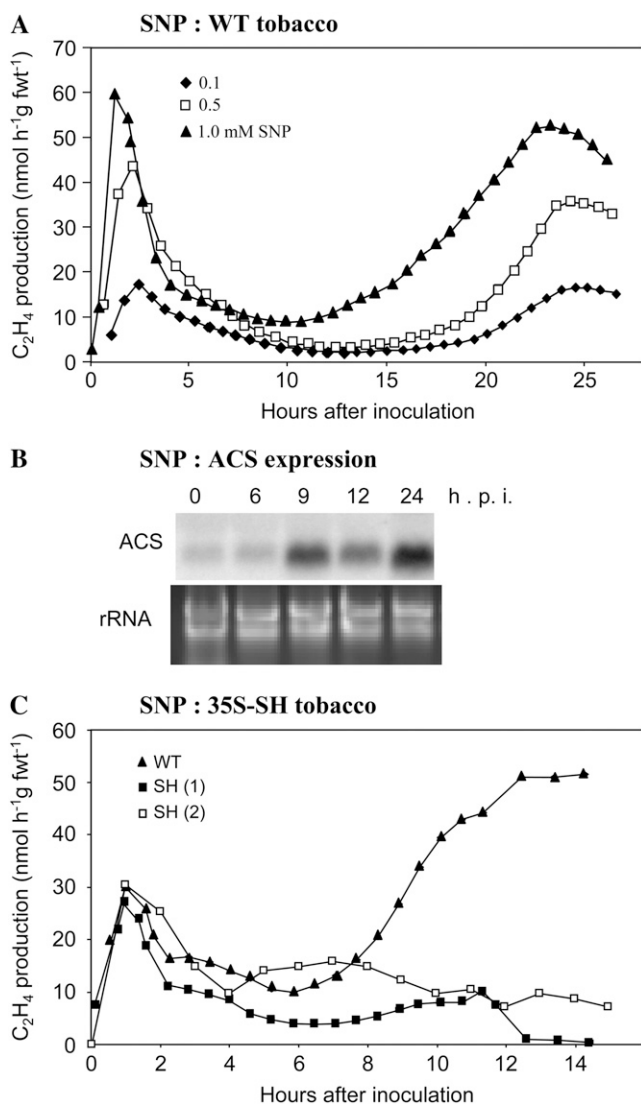 A SNP : WT tobacco
C₂H₄ production (nmol h⁻¹g fwt⁻¹)
70
60
50
40
30
20
10
0
0.1
0.5
1.0 mM SNP
0 5 10 15 20 25
Hours after inoculation
B SNP : ACS expression
0 6 9 12 24 h . p. i.
ACS
rRNA
C SNP : 35S-SH tobacco
C₂H₄ production (nmol h⁻¹g fwt⁻¹)
60
50
40
30
20
10
0
WT
SH (1)
SH (2)
0 2 4 6 8 10 12 14
Hours after inoculation